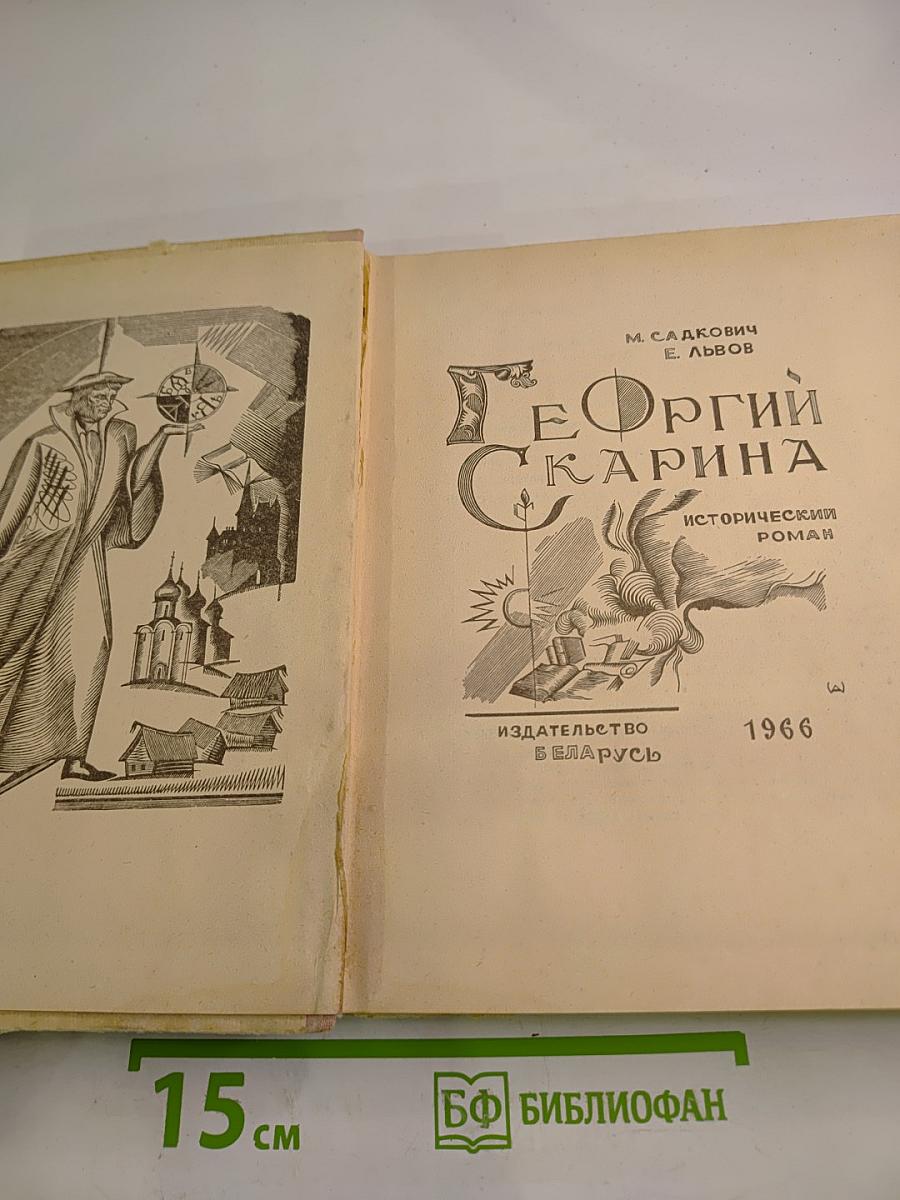 М. САДКОВИЧ
Е. ЛЬВОВ
ГЕОРГИЙ
СКАРИНА
ИСТОРИЧЕСКИЙ
РОМАН
ИЗДАТЕЛЬСТВО
БЕЛАРУСЬ
1966
15 см
БФ БИБЛИОФАН